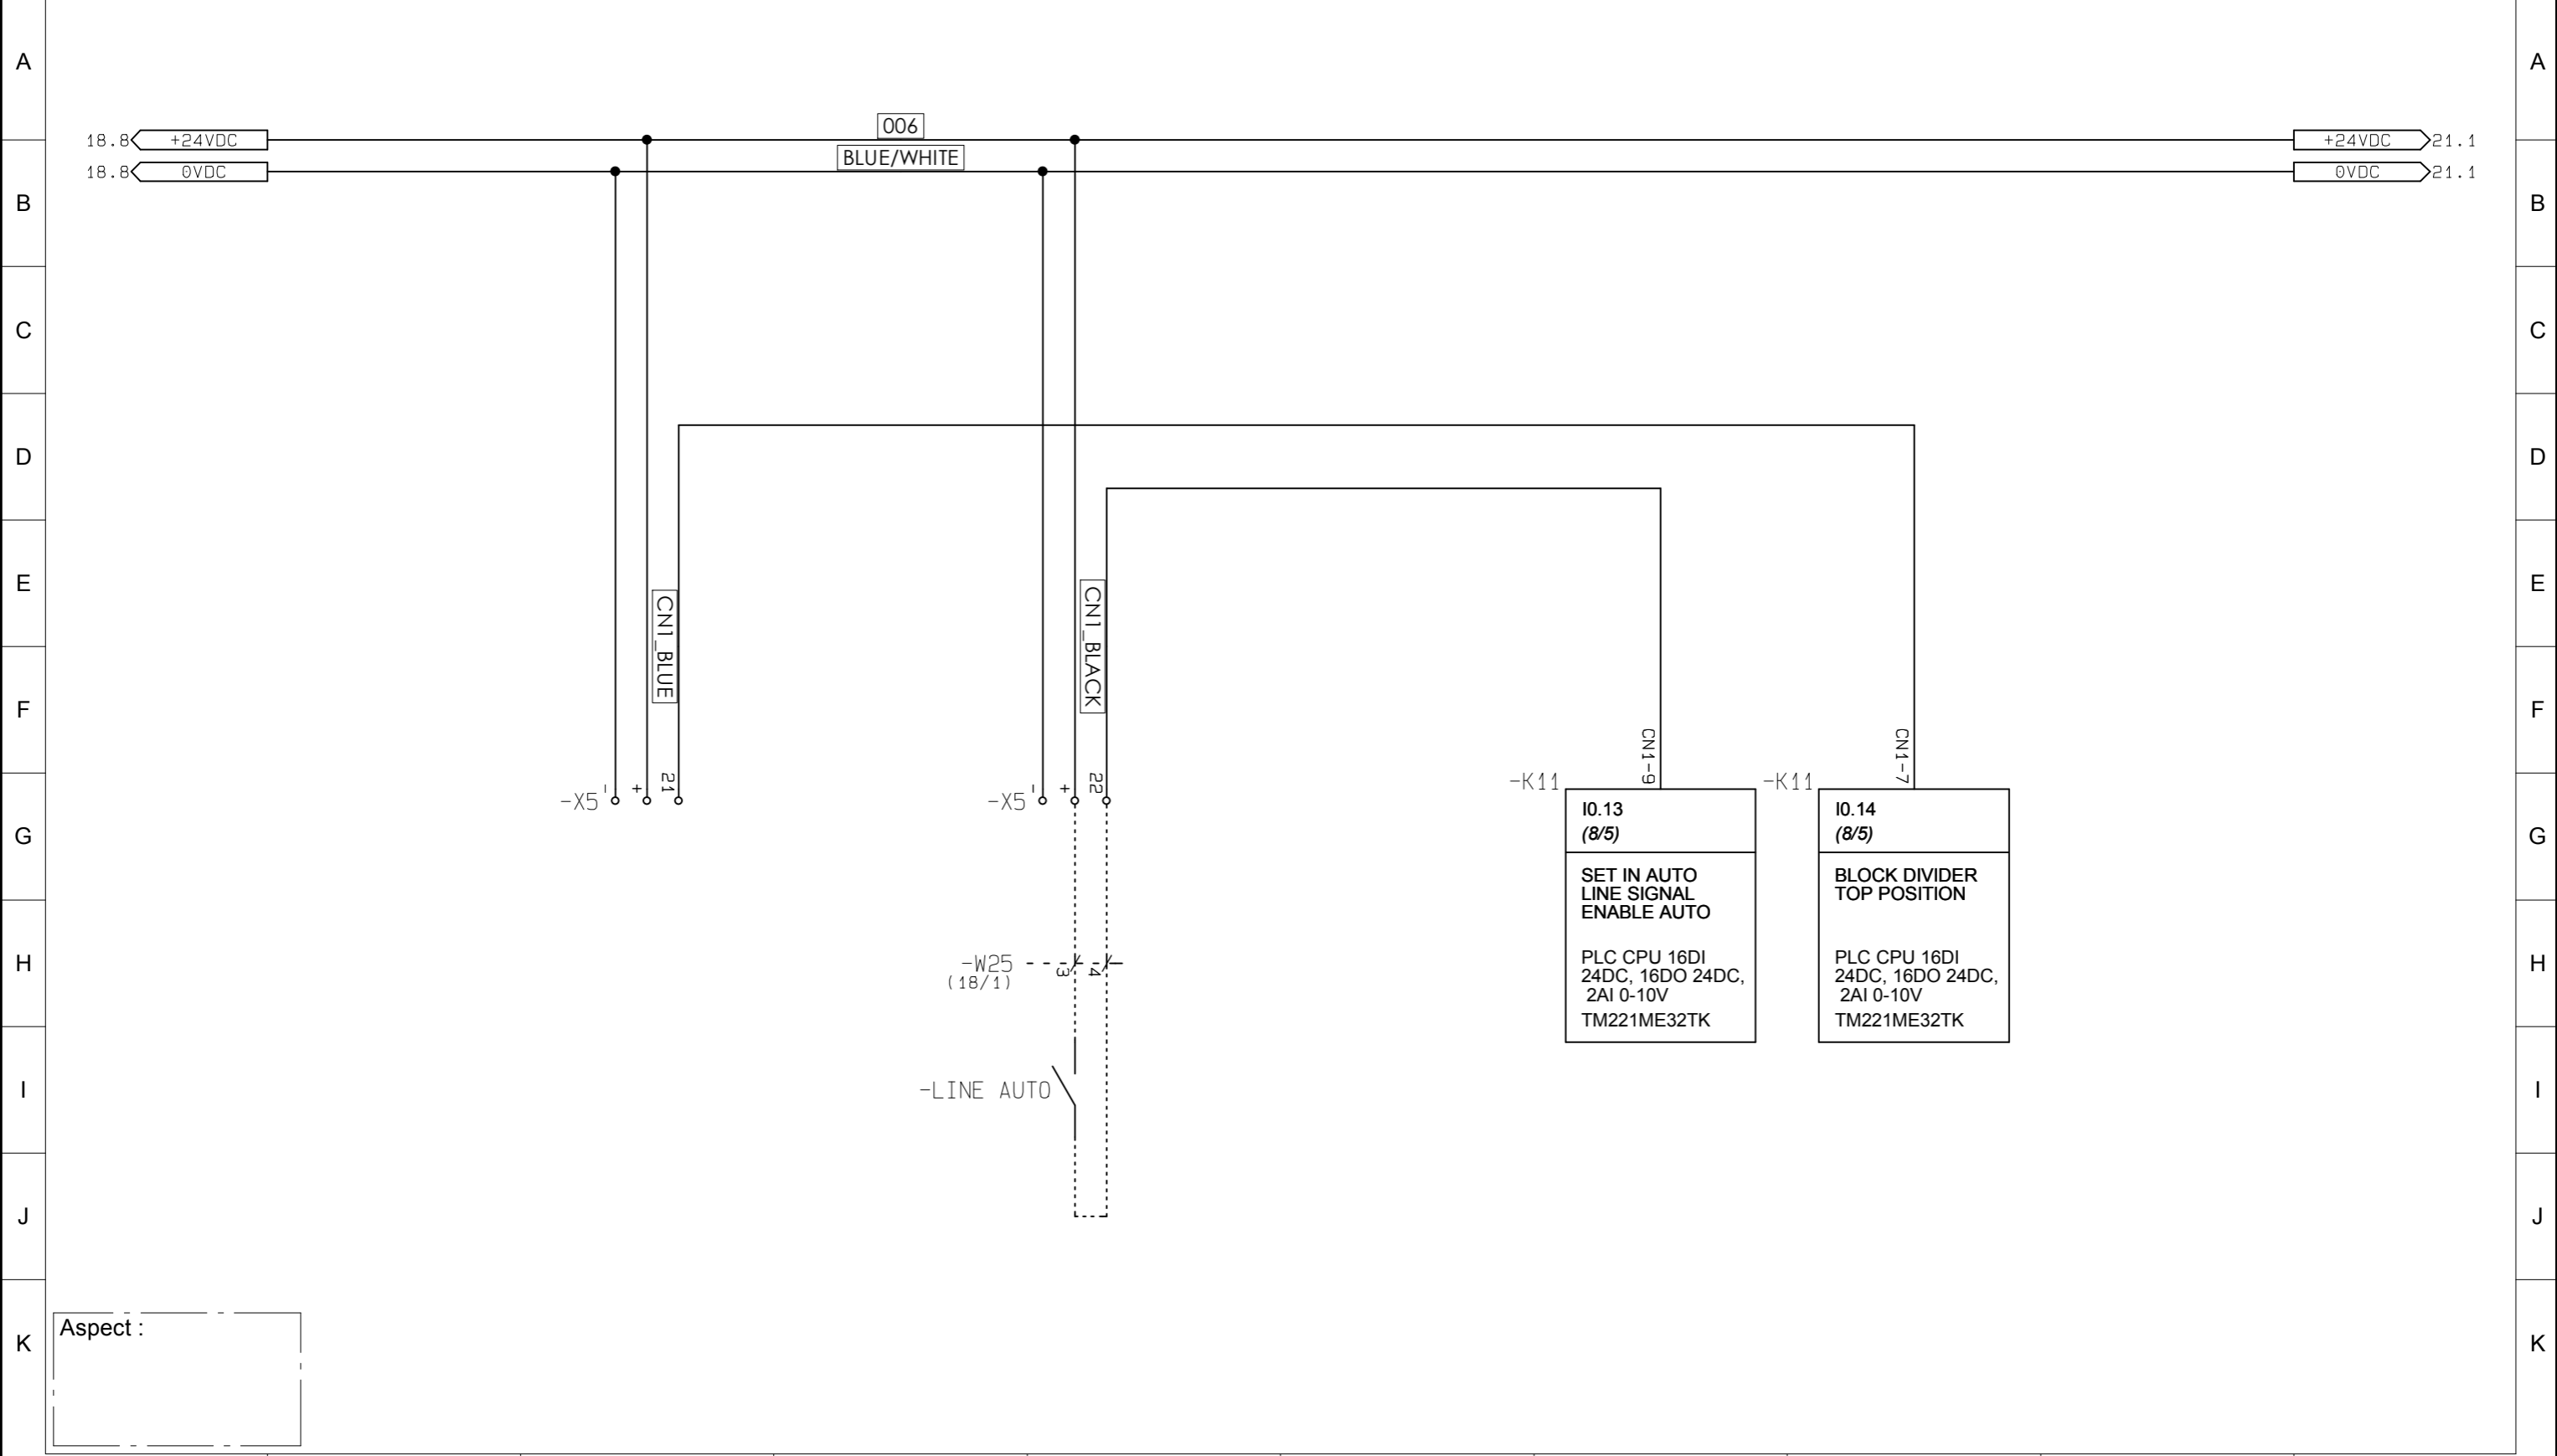 A
A
006
18.8 +24VDC
+24VDC 21.1
BLUE/WHITE
18.8 0VDC
0VDC 21.1
B
B
C
C
D
D
E
E
CN1_BLUE
CN1_BLACK
F
F
CN1-9
CN1-7
-X5 - + 21
-X5 - + 22
-K11
-K11
I0.13
(8/5)
SET IN AUTO
LINE SIGNAL
ENABLE AUTO
PLC CPU 16DI
24DC, 16DO 24DC,
2AI 0-10V
TM221ME32TK
I0.14
(8/5)
BLOCK DIVIDER
TOP POSITION
PLC CPU 16DI
24DC, 16DO 24DC,
2AI 0-10V
TM221ME32TK
G
G
H
H
-W25 3 4
(18/1)
I
I
-LINE AUTO
J
J
K
K
Aspect :